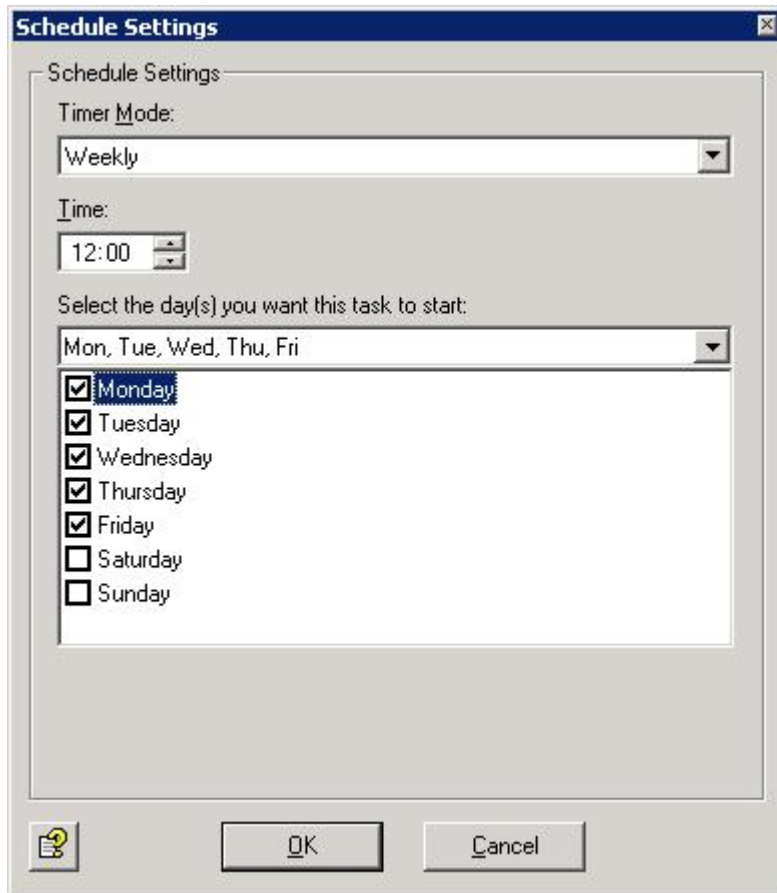 Schedule Settings
Schedule Settings
Timer Mode:
Weekly
Time:
12:00
Select the day(s) you want this task to start:
Mon, Tue, Wed, Thu, Fri
Monday
Tuesday
Wednesday
Thursday
Friday
Saturday
Sunday
OK Cancel